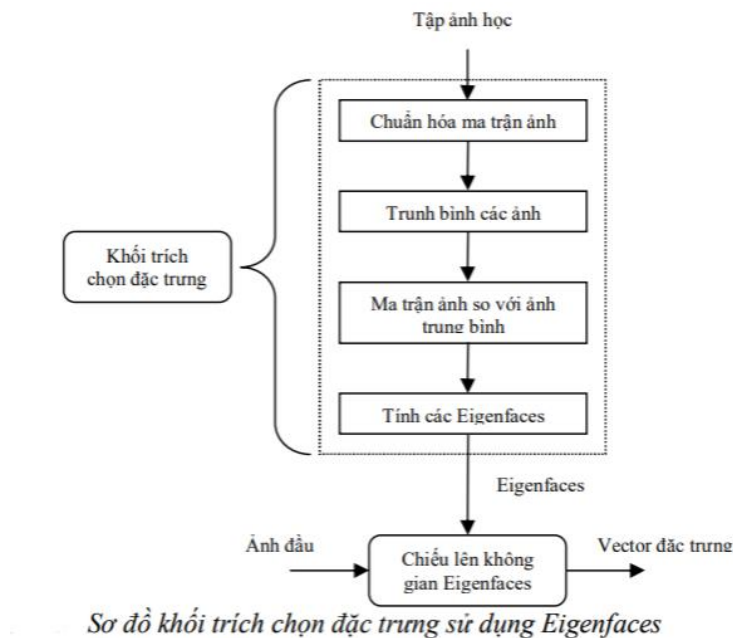 Tập ảnh học
Chuẩn hóa ma trận ảnh
Trunh bình các ảnh
Khối trích
chọn đặc trưng
Ma trận ảnh so với ảnh
trung bình
Tính các Eigenfaces
Eigenfaces
Ảnh đầu
Chiếu lên không
gian Eigenfaces
Vector đặc trưng
Sơ đồ khối trích chọn đặc trưng sử dụng Eigenfaces